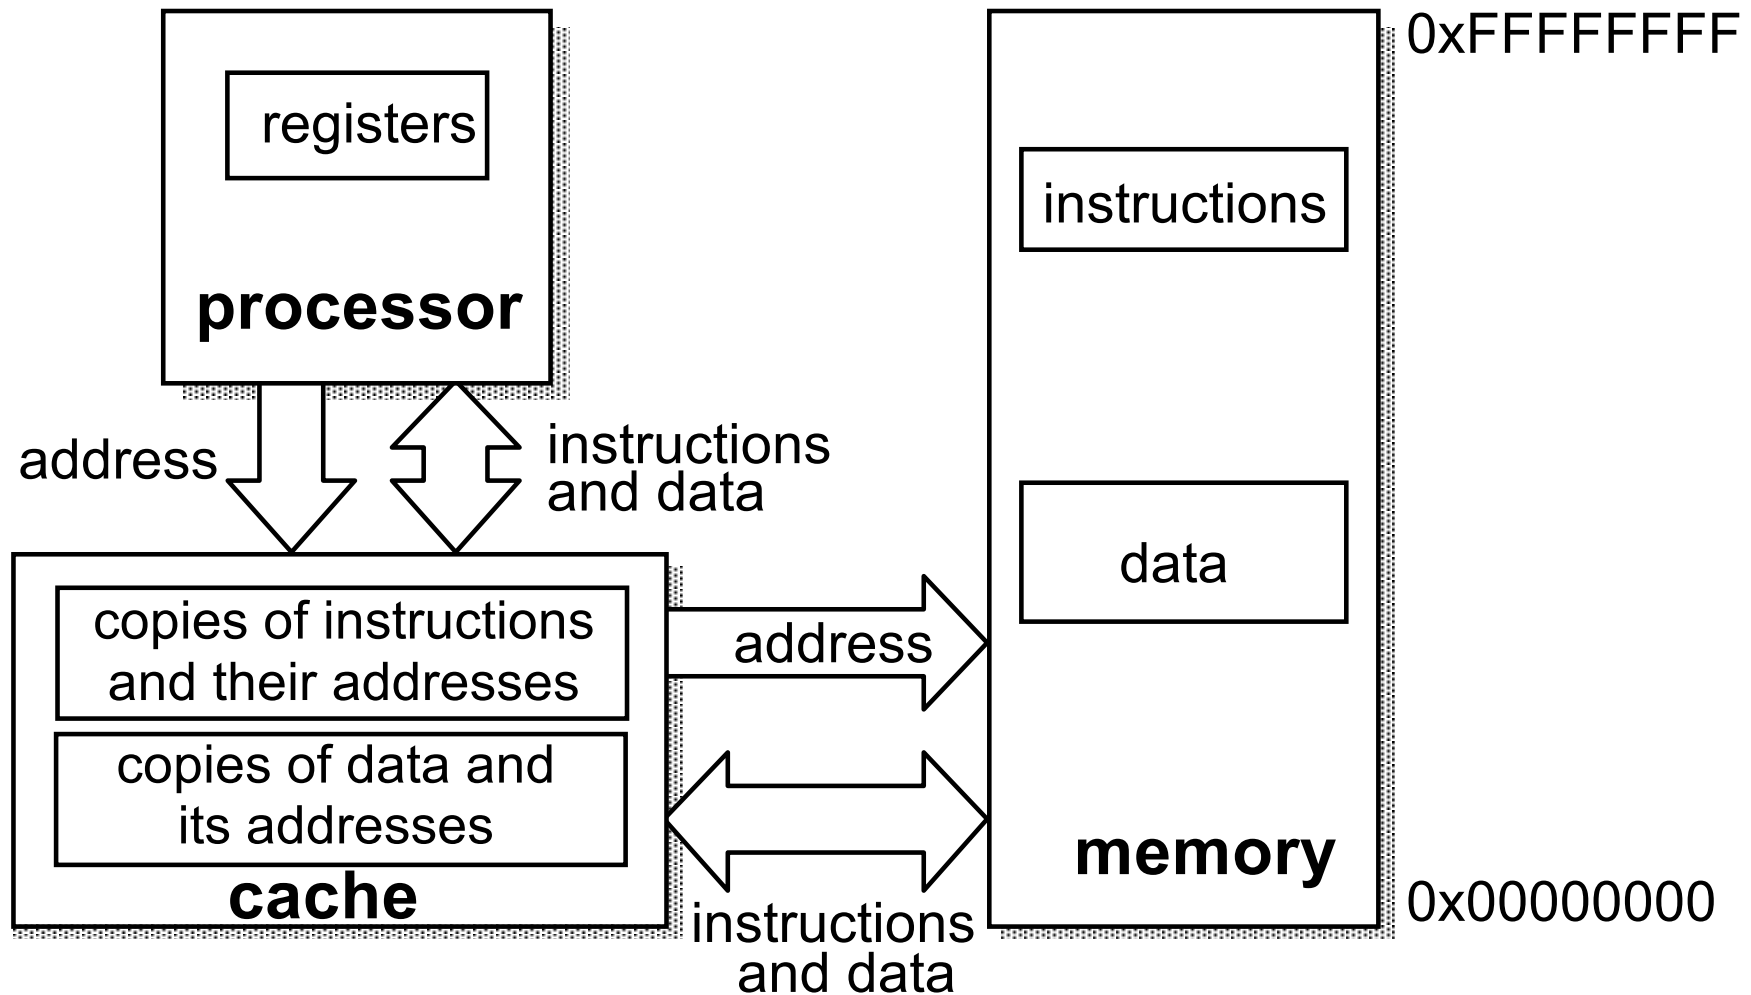 registers
processor
address
instructions
and data
copies of instructions
and their addresses
copies of data and
its addresses
cache
address
instructions
and data
0xFFFFFFFF
instructions
data
memory
0x00000000